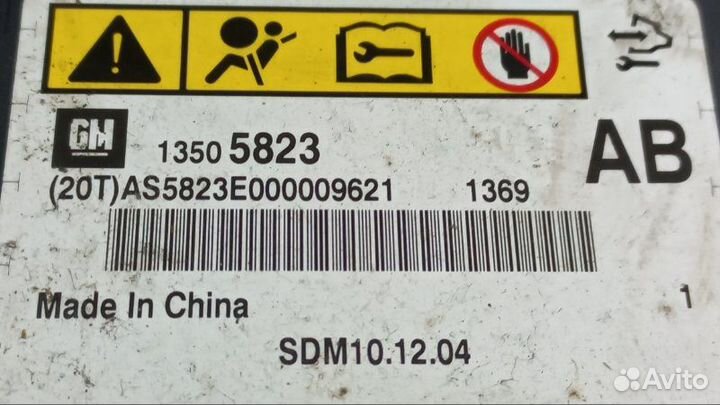 GM
1350 5823
AB
(20T)AS5823E000009621 1369
Made In China
1
SDM10.12.04
Avito